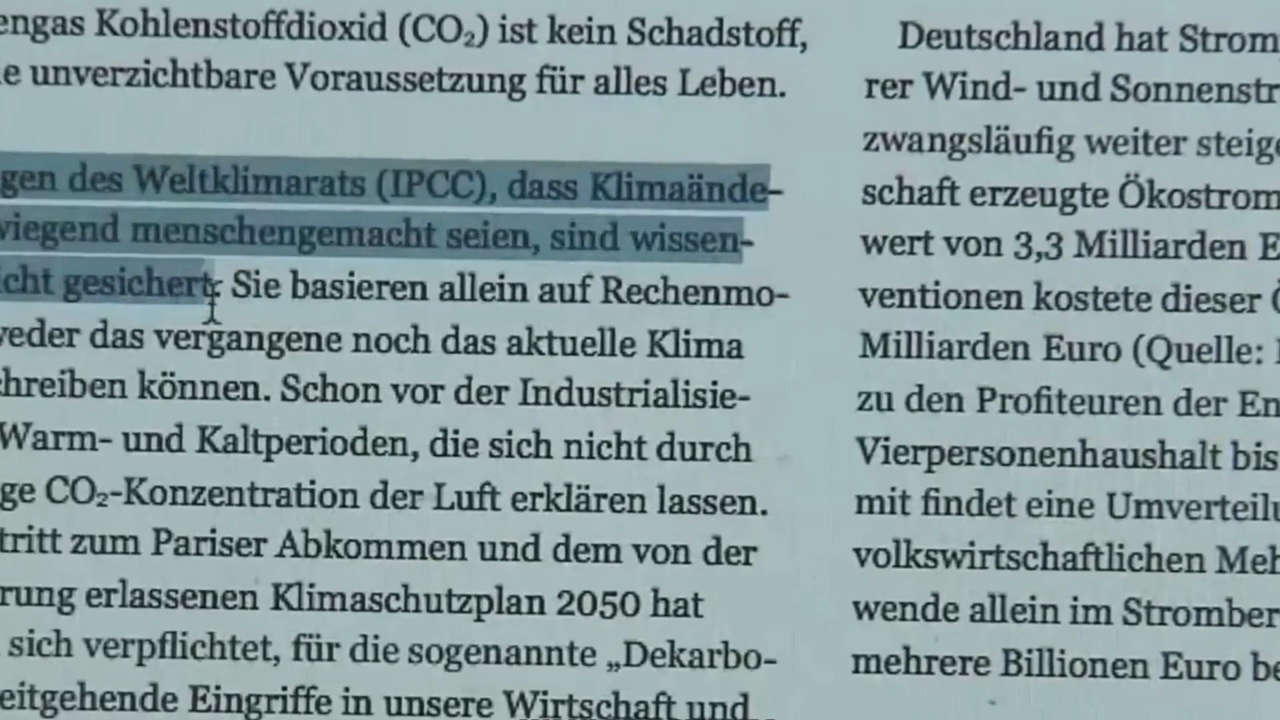 engas Kohlenstoffdioxid (CO₂) ist kein Schadstoff,
e unverzichtbare Voraussetzung für alles Leben.
gen des Weltklimarats (IPCC), dass Klimaände-
wiegend menschengemacht seien, sind wissen-
icht gesichert. Sie basieren allein auf Rechenmo-
weder das vergangene noch das aktuelle Klima
chreiben können. Schon vor der Industrialisie-
Warm- und Kaltperioden, die sich nicht durch
ge CO₂-Konzentration der Luft erklären lassen.
tritt zum Pariser Abkommen und dem von der
rung erlassenen Klimaschutzplan 2050 hat
sich verpflichtet, für die sogenannte „Dekarbo-
eitgehende Eingriffe in unsere Wirtschaft und
Deutschland hat Strom
rer Wind- und Sonnenstr
zwangsläufig weiter steige
schaft erzeugte Ökostrom
wert von 3,3 Milliarden E
ventionen kostete dieser
Milliarden Euro (Quelle:
zu den Profiteuren der En
Vierpersonenhaushalt bis
mit findet eine Umverteilu
volkswirtschaftlichen Meh
wende allein im Stromber
mehrere Billionen Euro be